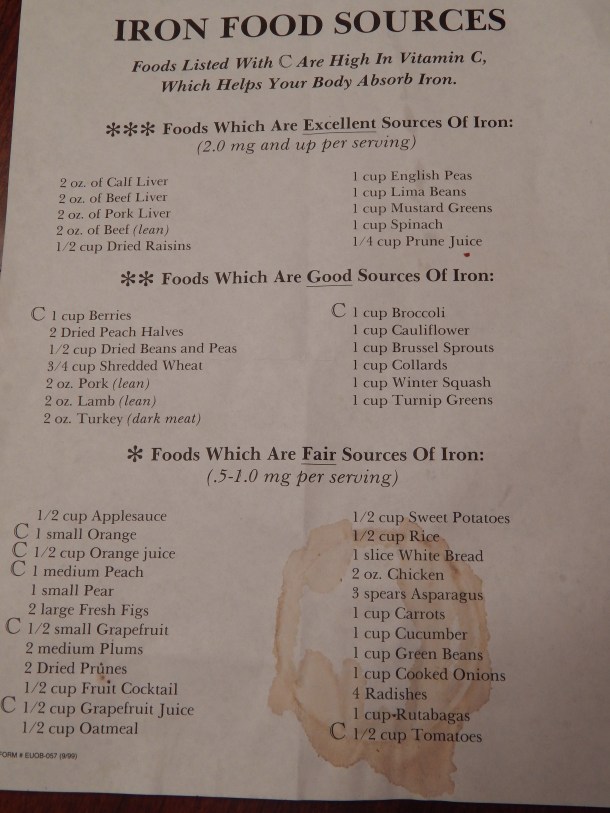 IRON FOOD SOURCES
Foods Listed With C Are High In Vitamin C,
Which Helps Your Body Absorb Iron.
*** Foods Which Are Excellent Sources Of Iron:
(2.0 mg and up per serving)
2 oz. of Calf Liver
2 oz. of Beef Liver
2 oz. of Pork Liver
2 oz. of Beef (lean)
1/2 cup Dried Raisins
1 cup English Peas
1 cup Lima Beans
1 cup Mustard Greens
1 cup Spinach
1/4 cup Prune Juice
** Foods Which Are Good Sources Of Iron:
C 1 cup Berries
2 Dried Peach Halves
1/2 cup Dried Beans and Peas
3/4 cup Shredded Wheat
2 oz. Pork (lean)
2 oz. Lamb (lean)
2 oz. Turkey (dark meat)
C 1 cup Broccoli
1 cup Cauliflower
1 cup Brussel Sprouts
1 cup Collards
1 cup Winter Squash
1 cup Turnip Greens
* Foods Which Are Fair Sources Of Iron:
(.5-1.0 mg per serving)
1/2 cup Applesauce
C 1 small Orange
C 1/2 cup Orange juice
C 1 medium Peach
1 small Pear
2 large Fresh Figs
C 1/2 small Grapefruit
2 medium Plums
2 Dried Prunes
1/2 cup Fruit Cocktail
C 1/2 cup Grapefruit Juice
1/2 cup Oatmeal
1/2 cup Sweet Potatoes
1/2 cup Rice
1 slice White Bread
2 oz. Chicken
3 spears Asparagus
1 cup Carrots
1 cup Cucumber
1 cup Green Beans
1 cup Cooked Onions
4 Radishes
1 cup Rutabagas
C 1/2 cup Tomatoes
FORM # EUOB-057 (9/99)